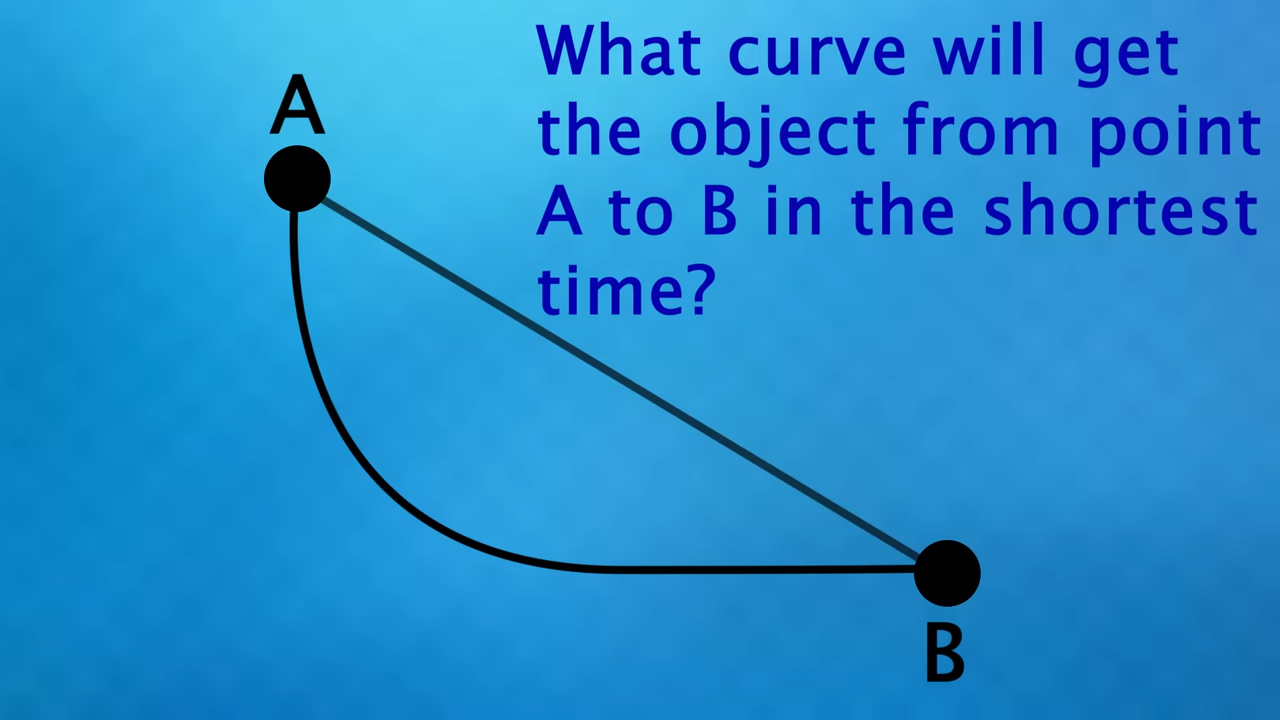 A
What curve will get
the object from point
A to B in the shortest
time?
B